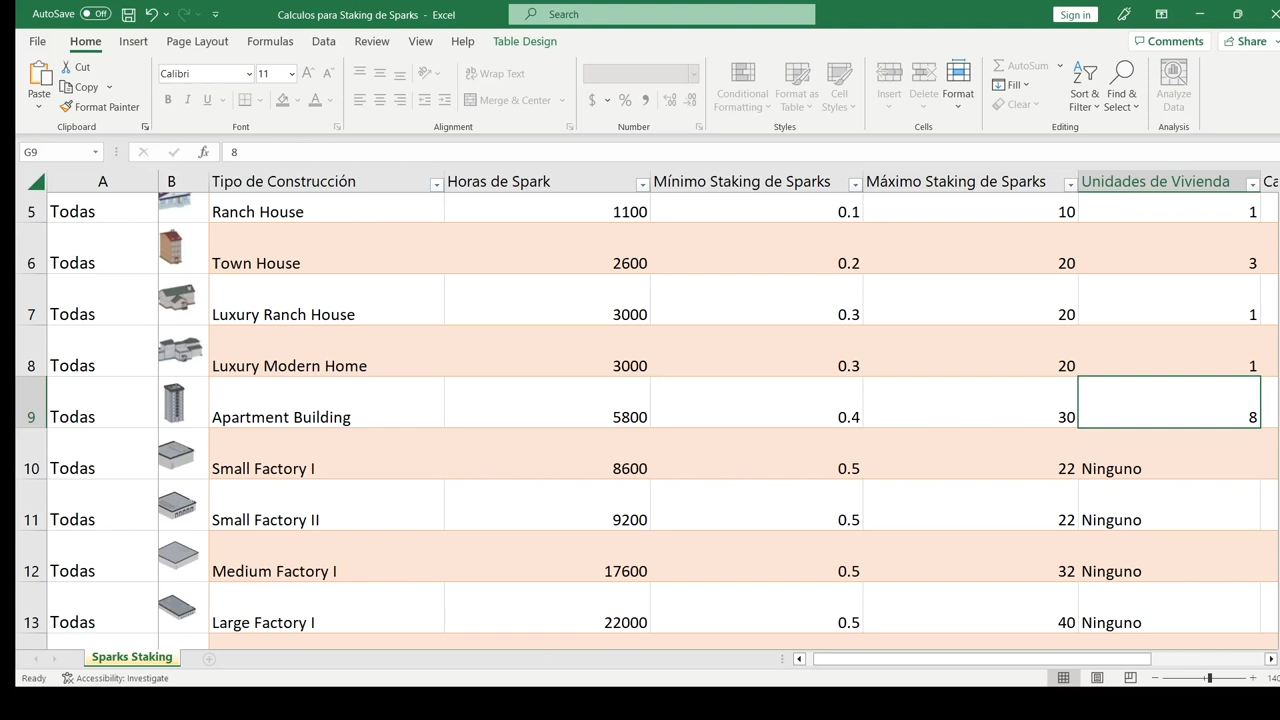 AutoSave Off Calculos para Staking de Sparks - Excel Search Sign in
File Home Insert Page Layout Formulas Data Review View Help Table Design Comments Share
Paste Cut Copy Format Painter Calibri 11 B I U Wrap Text Merge & Center $ % Conditional Formatting Format as Table Cell Styles Insert Delete Format AutoSum Fill Clear Sort & Filter Find & Select Analyze Data
Clipboard Font Alignment Number Styles Cells Editing Analysis
G9 fx 8
A B Tipo de Construcción Horas de Spark Mínimo Staking de Sparks Máximo Staking de Sparks Unidades de Vivienda Ca
5 Todas Ranch House 1100 0.1 10 1
6 Todas Town House 2600 0.2 20 3
7 Todas Luxury Ranch House 3000 0.3 20 1
8 Todas Luxury Modern Home 3000 0.3 20 1
9 Todas Apartment Building 5800 0.4 30 8
10 Todas Small Factory I 8600 0.5 22 Ninguno
11 Todas Small Factory II 9200 0.5 22 Ninguno
12 Todas Medium Factory I 17600 0.5 32 Ninguno
13 Todas Large Factory I 22000 0.5 40 Ninguno
Sparks Staking
Ready Accessibility: Investigate 140